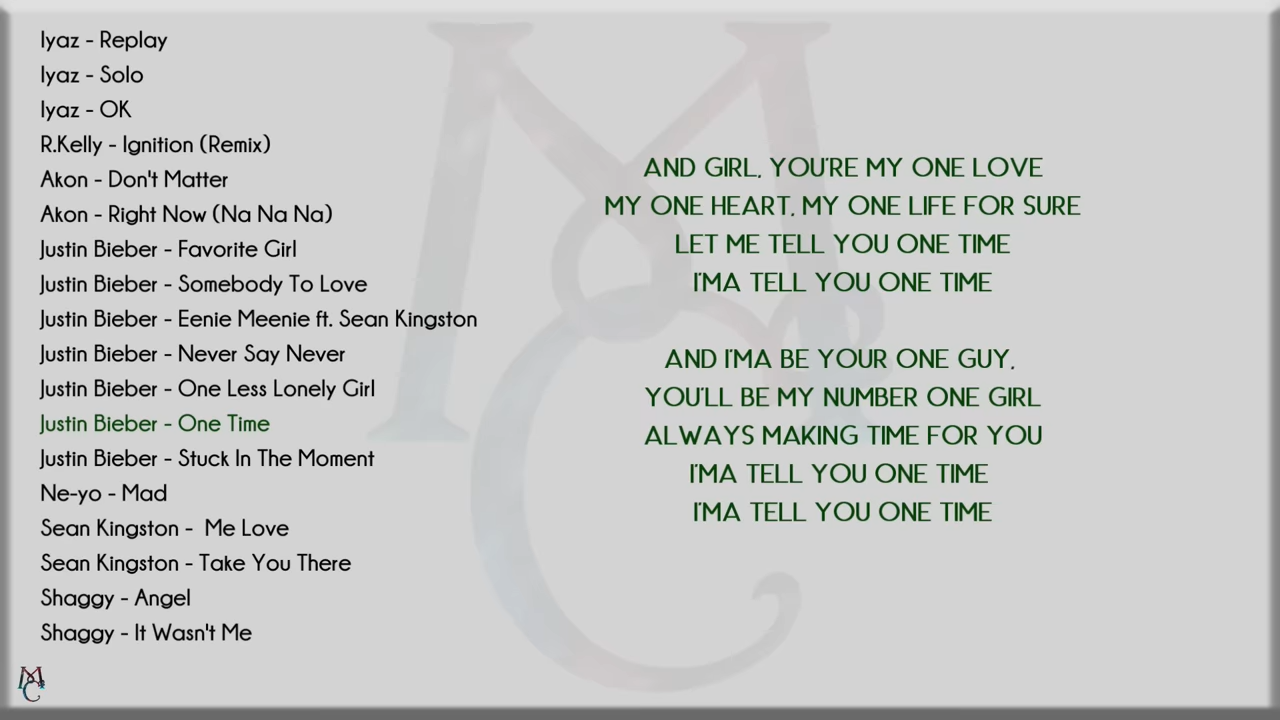 Iyaz - Replay
Iyaz - Solo
Iyaz - OK
R.Kelly - Ignition (Remix)
Akon - Don't Matter
Akon - Right Now (Na Na Na)
Justin Bieber - Favorite Girl
Justin Bieber - Somebody To Love
Justin Bieber - Eenie Meenie ft. Sean Kingston
Justin Bieber - Never Say Never
Justin Bieber - One Less Lonely Girl
Justin Bieber - One Time
Justin Bieber - Stuck In The Moment
Ne-yo - Mad
Sean Kingston -  Me Love
Sean Kingston - Take You There
Shaggy - Angel
Shaggy - It Wasn't Me
AND GIRL, YOU'RE MY ONE LOVE
MY ONE HEART, MY ONE LIFE FOR SURE
LET ME TELL YOU ONE TIME
I'MA TELL YOU ONE TIME
AND I'MA BE YOUR ONE GUY,
YOU'LL BE MY NUMBER ONE GIRL
ALWAYS MAKING TIME FOR YOU
I'MA TELL YOU ONE TIME
I'MA TELL YOU ONE TIME
MC